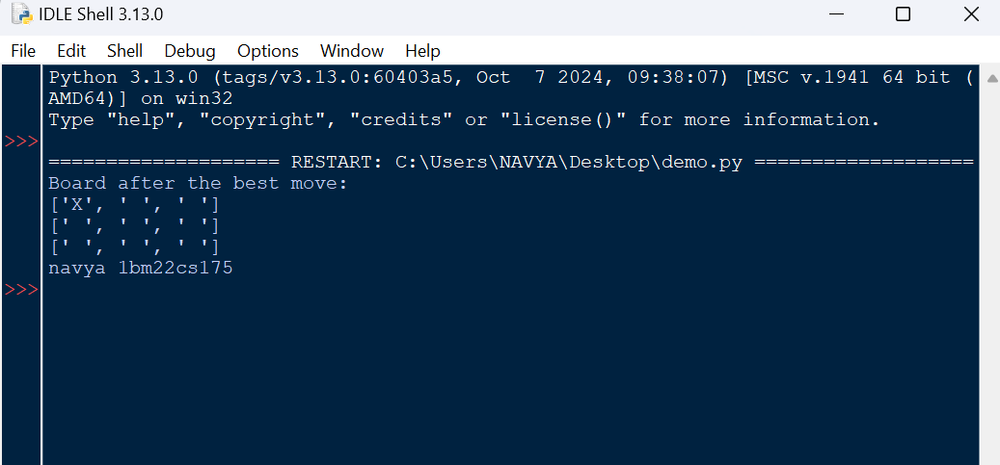 IDLE Shell 3.13.0
File Edit Shell Debug Options Window Help
Python 3.13.0 (tags/v3.13.0:60403a5, Oct  7 2024, 09:38:07) [MSC v.1941 64 bit (
AMD64)] on win32
Type "help", "copyright", "credits" or "license()" for more information.
>>>
==================== RESTART: C:\Users\NAVYA\Desktop\demo.py ===================
Board after the best move:
['X', ' ', ' ']
[' ', ' ', ' ']
[' ', ' ', ' ']
navya 1bm22cs175
>>>